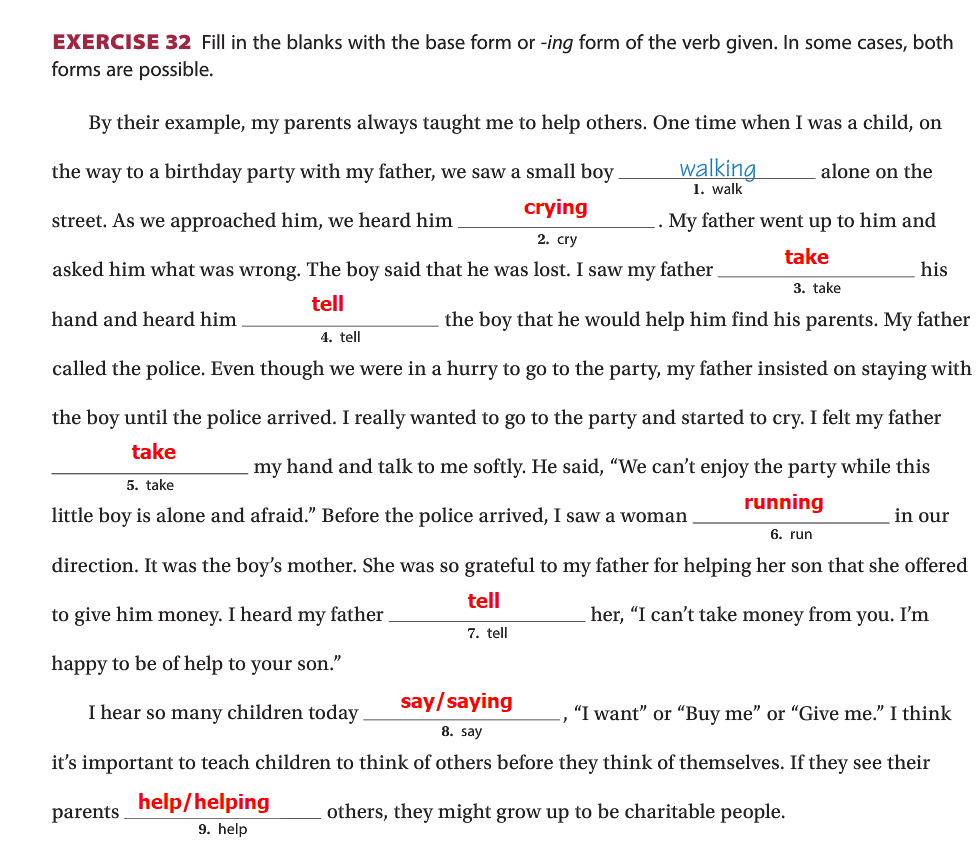 EXERCISE 32 Fill in the blanks with the base form or -ing form of the verb given. In some cases, both
forms are possible.
By their example, my parents always taught me to help others. One time when I was a child, on
the way to a birthday party with my father, we saw a small boy walking alone on the
1. walk
street. As we approached him, we heard him crying. My father went up to him and
2. cry
asked him what was wrong. The boy said that he was lost. I saw my father take his
3. take
hand and heard him tell the boy that he would help him find his parents. My father
4. tell
called the police. Even though we were in a hurry to go to the party, my father insisted on staying with
the boy until the police arrived. I really wanted to go to the party and started to cry. I felt my father
take my hand and talk to me softly. He said, “We can’t enjoy the party while this
5. take
little boy is alone and afraid.” Before the police arrived, I saw a woman running in our
6. run
direction. It was the boy’s mother. She was so grateful to my father for helping her son that she offered
to give him money. I heard my father tell her, “I can’t take money from you. I’m
7. tell
happy to be of help to your son.”
I hear so many children today say/saying, “I want” or “Buy me” or “Give me.” I think
8. say
it’s important to teach children to think of others before they think of themselves. If they see their
parents help/helping others, they might grow up to be charitable people.
9. help